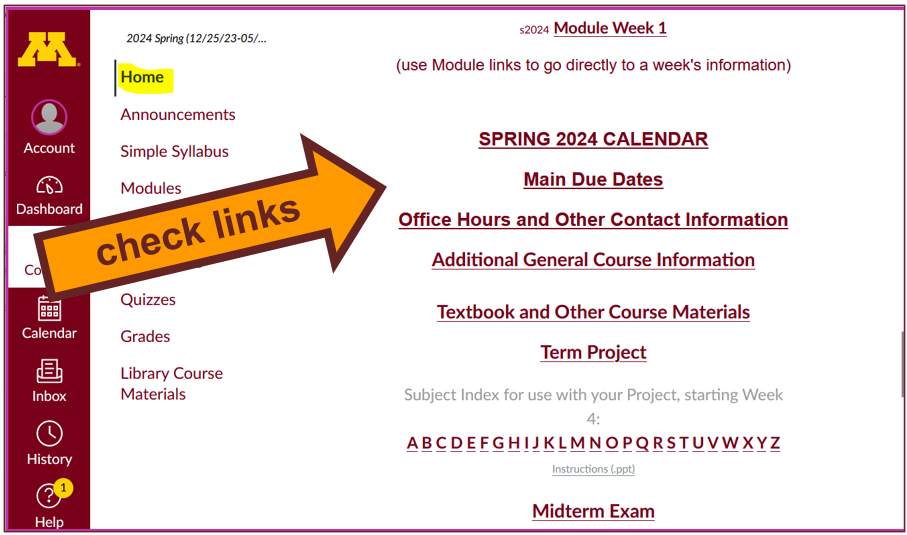 2024 Spring (12/25/23-05/...
Home
Announcements
Simple Syllabus
Modules
Quizzes
Grades
Library Course
Materials
Account
Dashboard
Co
Calendar
Inbox
History
1
Help
check links
s2024 Module Week 1
(use Module links to go directly to a week's information)
SPRING 2024 CALENDAR
Main Due Dates
Office Hours and Other Contact Information
Additional General Course Information
Textbook and Other Course Materials
Term Project
Subject Index for use with your Project, starting Week
4:
A B C D E F G H I J K L M N O P Q R S T U V W X Y Z
Instructions (.ppt)
Midterm Exam